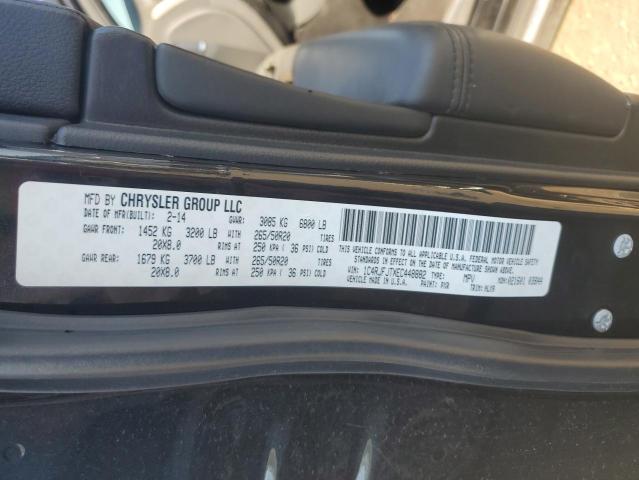 MFD BY CHRYSLER GROUP LLC
DATE OF MFR(BUILT): 2-14 GVWR: 3085 KG 6800 LB
GAWR FRONT: 1452 KG 3200 LB WITH 265/50R20 TIRES
20X8.0 RIMS AT 250 KPA ( 36 PSI) COLD
GAWR REAR: 1679 KG 3700 LB WITH 265/50R20 TIRES
20X8.0 RIMS AT 250 KPA ( 36 PSI) COLD
THIS VEHICLE CONFORMS TO ALL APPLICABLE U.S.A. FEDERAL MOTOR VEHICLE SAFETY
STANDARDS IN EFFECT ON THE DATE OF MANUFACTURE SHOWN ABOVE.
VIN: 1C4RJFJTXEC448882 TYPE: MPV MDH: 021601 
VEHICLE MADE IN U.S.A. PAINT: PXR TRIM: